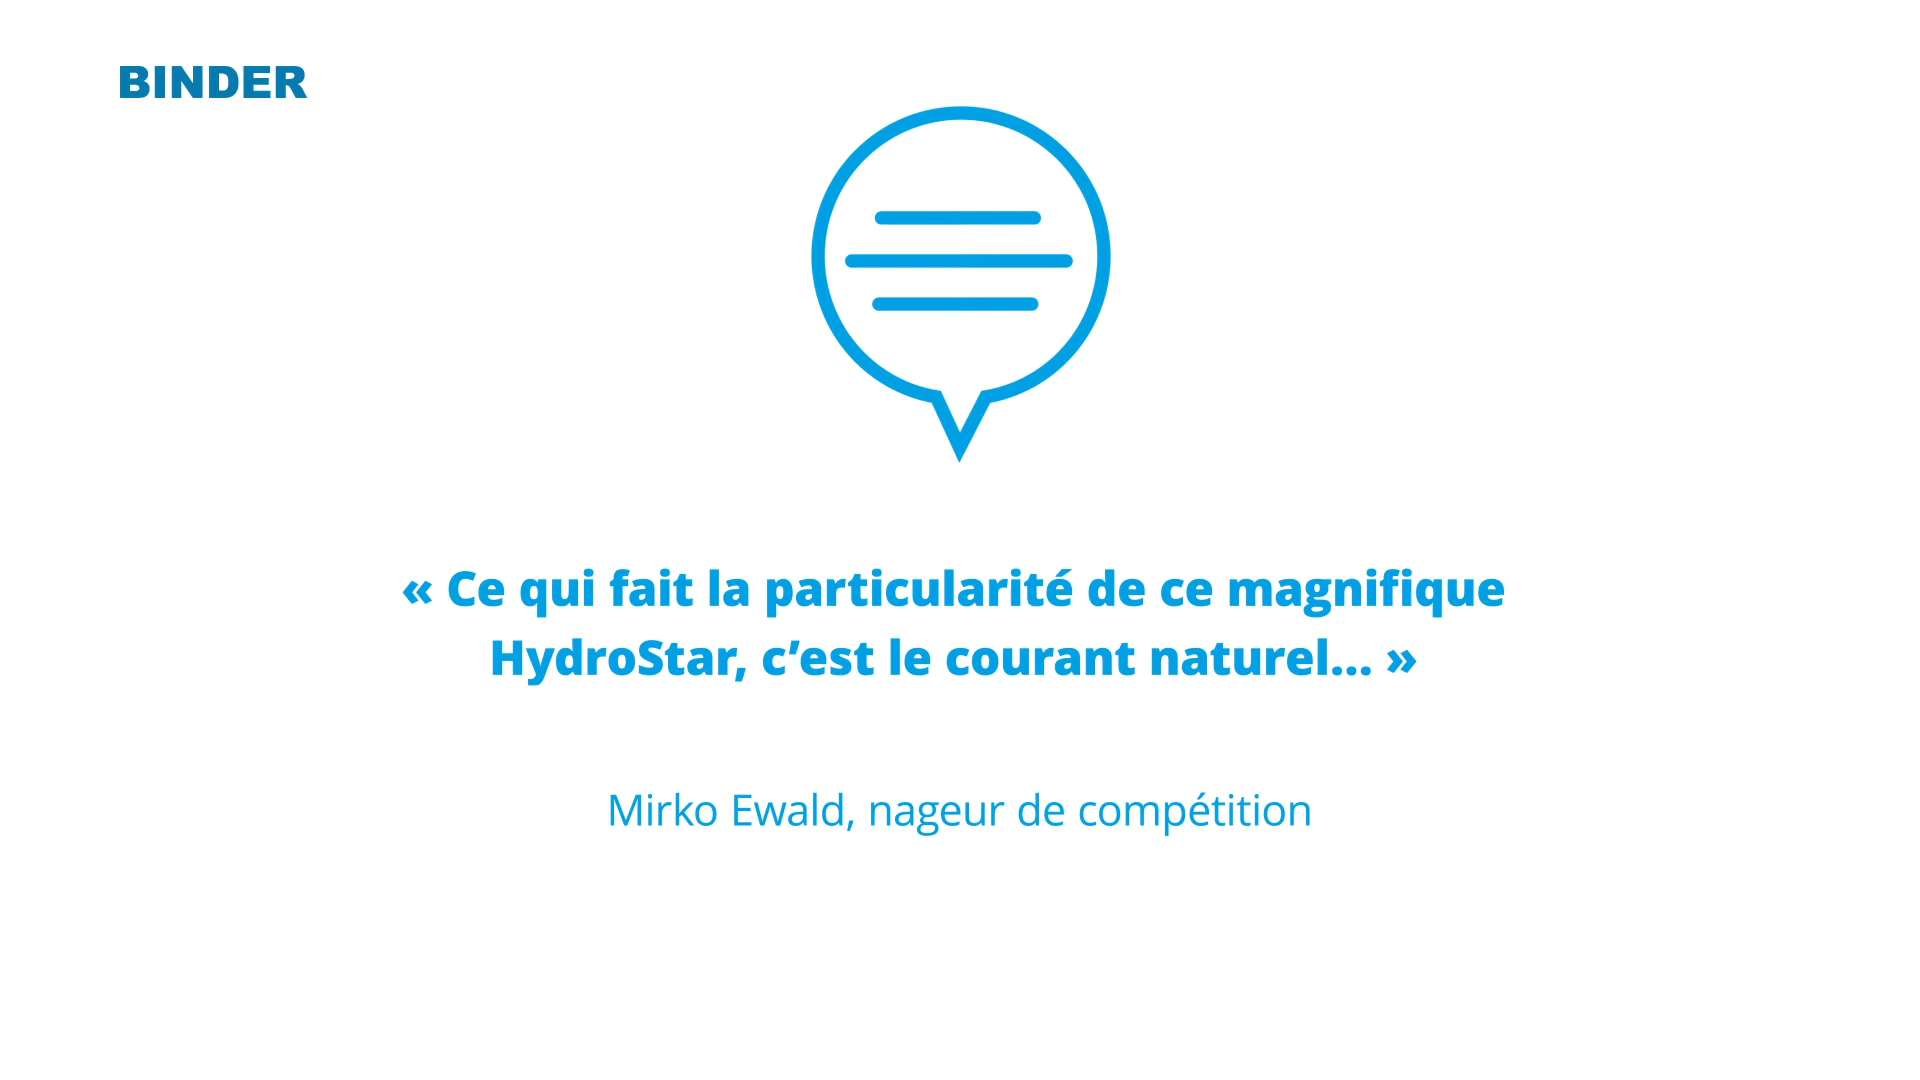 BINDER
« Ce qui fait la particularité de ce magnifique
HydroStar, c’est le courant naturel... »
Mirko Ewald, nageur de compétition